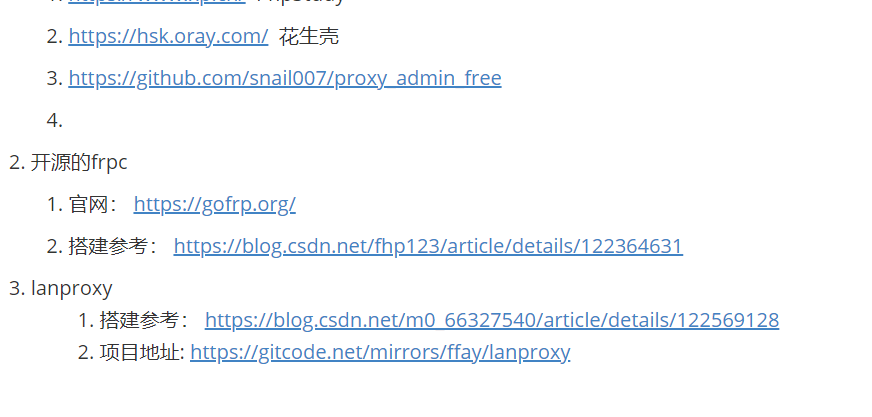 2. https://hsk.oray.com/ 花生壳
3. https://github.com/snail007/proxy_admin_free
4.
2. 开源的frpc
1. 官网： https://gofrp.org/
2. 搭建参考： https://blog.csdn.net/fhp123/article/details/122364631
3. lanproxy
1. 搭建参考： https://blog.csdn.net/m0_66327540/article/details/122569128
2. 项目地址: https://gitcode.net/mirrors/ffay/lanproxy